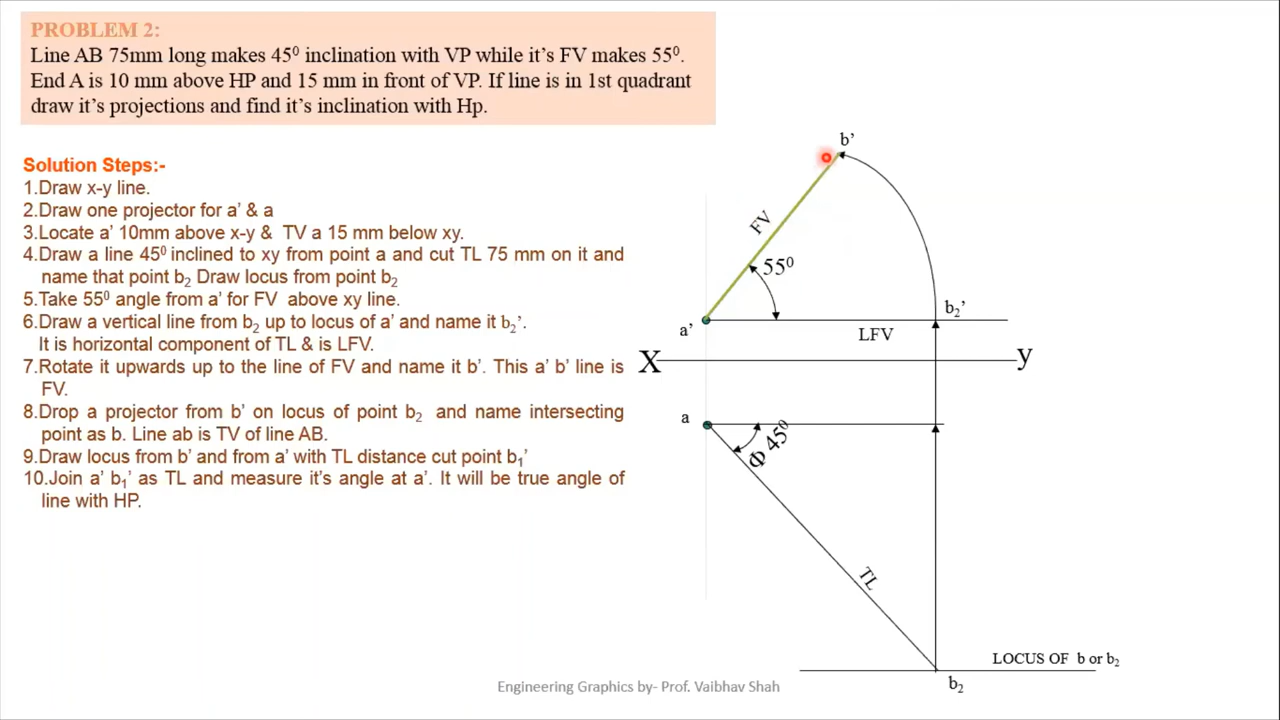 PROBLEM 2:
Line AB 75mm long makes 45⁰ inclination with VP while it's FV makes 55⁰.
End A is 10 mm above HP and 15 mm in front of VP. If line is in 1st quadrant
draw it's projections and find it's inclination with Hp.
Solution Steps:-
1.Draw x-y line.
2.Draw one projector for a' & a
3.Locate a' 10mm above x-y & TV a 15 mm below xy.
4.Draw a line 45⁰ inclined to xy from point a and cut TL 75 mm on it and
name that point b₂ Draw locus from point b₂
5.Take 55⁰ angle from a' for FV above xy line.
6.Draw a vertical line from b₂ up to locus of a' and name it b₂'.
It is horizontal component of TL & is LFV.
7.Rotate it upwards up to the line of FV and name it b'. This a' b' line is
FV.
8.Drop a projector from b' on locus of point b₂ and name intersecting
point as b. Line ab is TV of line AB.
9.Draw locus from b' and from a' with TL distance cut point b₁'
10.Join a' b₁' as TL and measure it's angle at a'. It will be true angle of
line with HP.
b'
FV
55⁰
b₂'
a'
LFV
X
y
a
Φ 45⁰
TL
LOCUS OF b or b₂
b₂
Engineering Graphics by- Prof. Vaibhav Shah